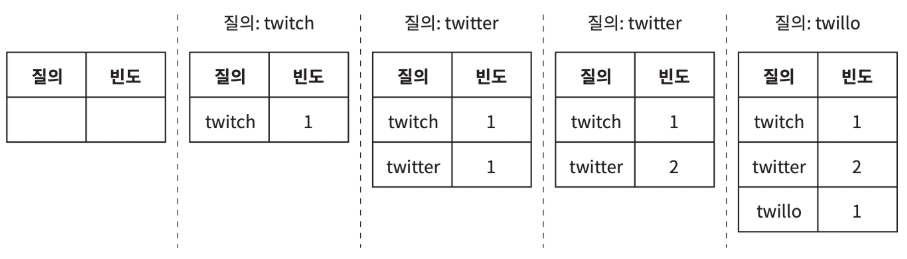 질의: twitch 질의: twitter 질의: twitter 질의: twillo
질의 빈도 질의 빈도 질의 빈도 질의 빈도 질의 빈도
twitch 1 twitch 1 twitch 1 twitch 1
twitter 1 twitter 2 twitter 2
twillo 1